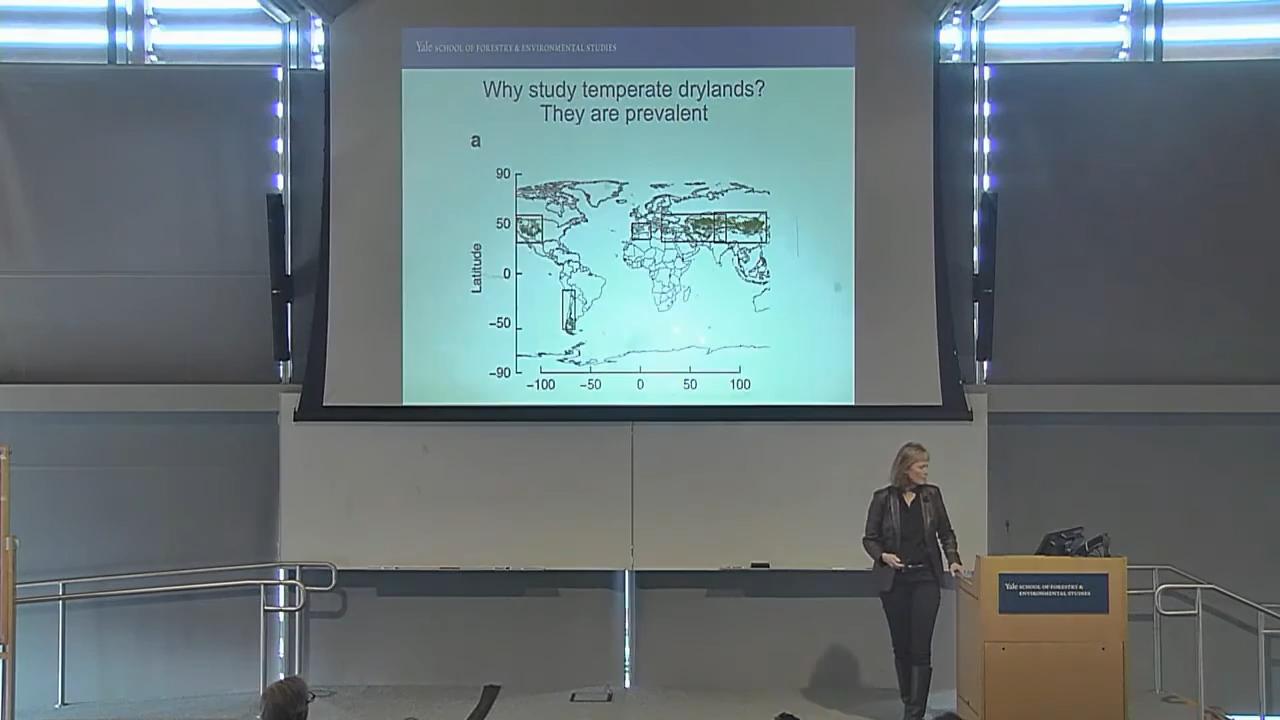 Yale SCHOOL OF FORESTRY & ENVIRONMENTAL STUDIES
Why study temperate drylands?
They are prevalent
a
90
50
0
−50
−90
Latitude
−100 −50 0 50 100
Yale SCHOOL OF FORESTRY &
ENVIRONMENTAL STUDIES